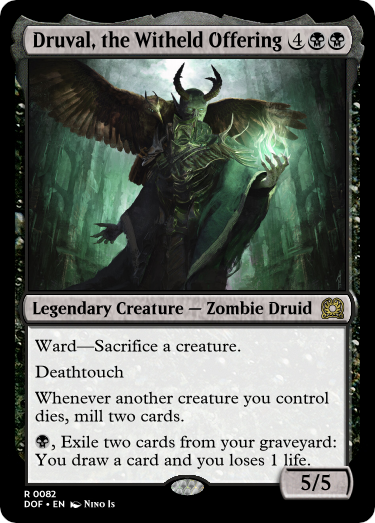 Druval, the Witheld Offering 4
Legendary Creature — Zombie Druid
Ward—Sacrifice a creature.
Deathtouch
Whenever another creature you control
dies, mill two cards.
, Exile two cards from your graveyard:
You draw a card and you loses 1 life.
5/5
R 0082
DOF • EN Nino Is